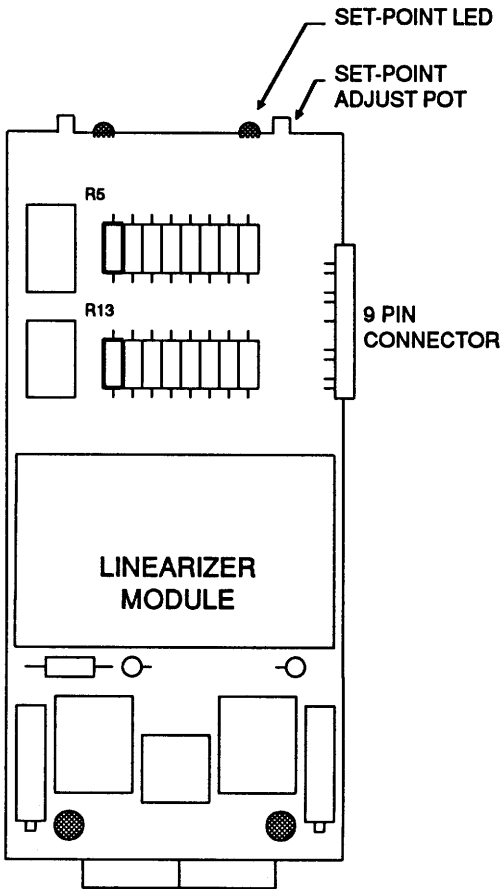 SET-POINT LED
SET-POINT
ADJUST POT
R5
R13
9 PIN
CONNECTOR
LINEARIZER
MODULE